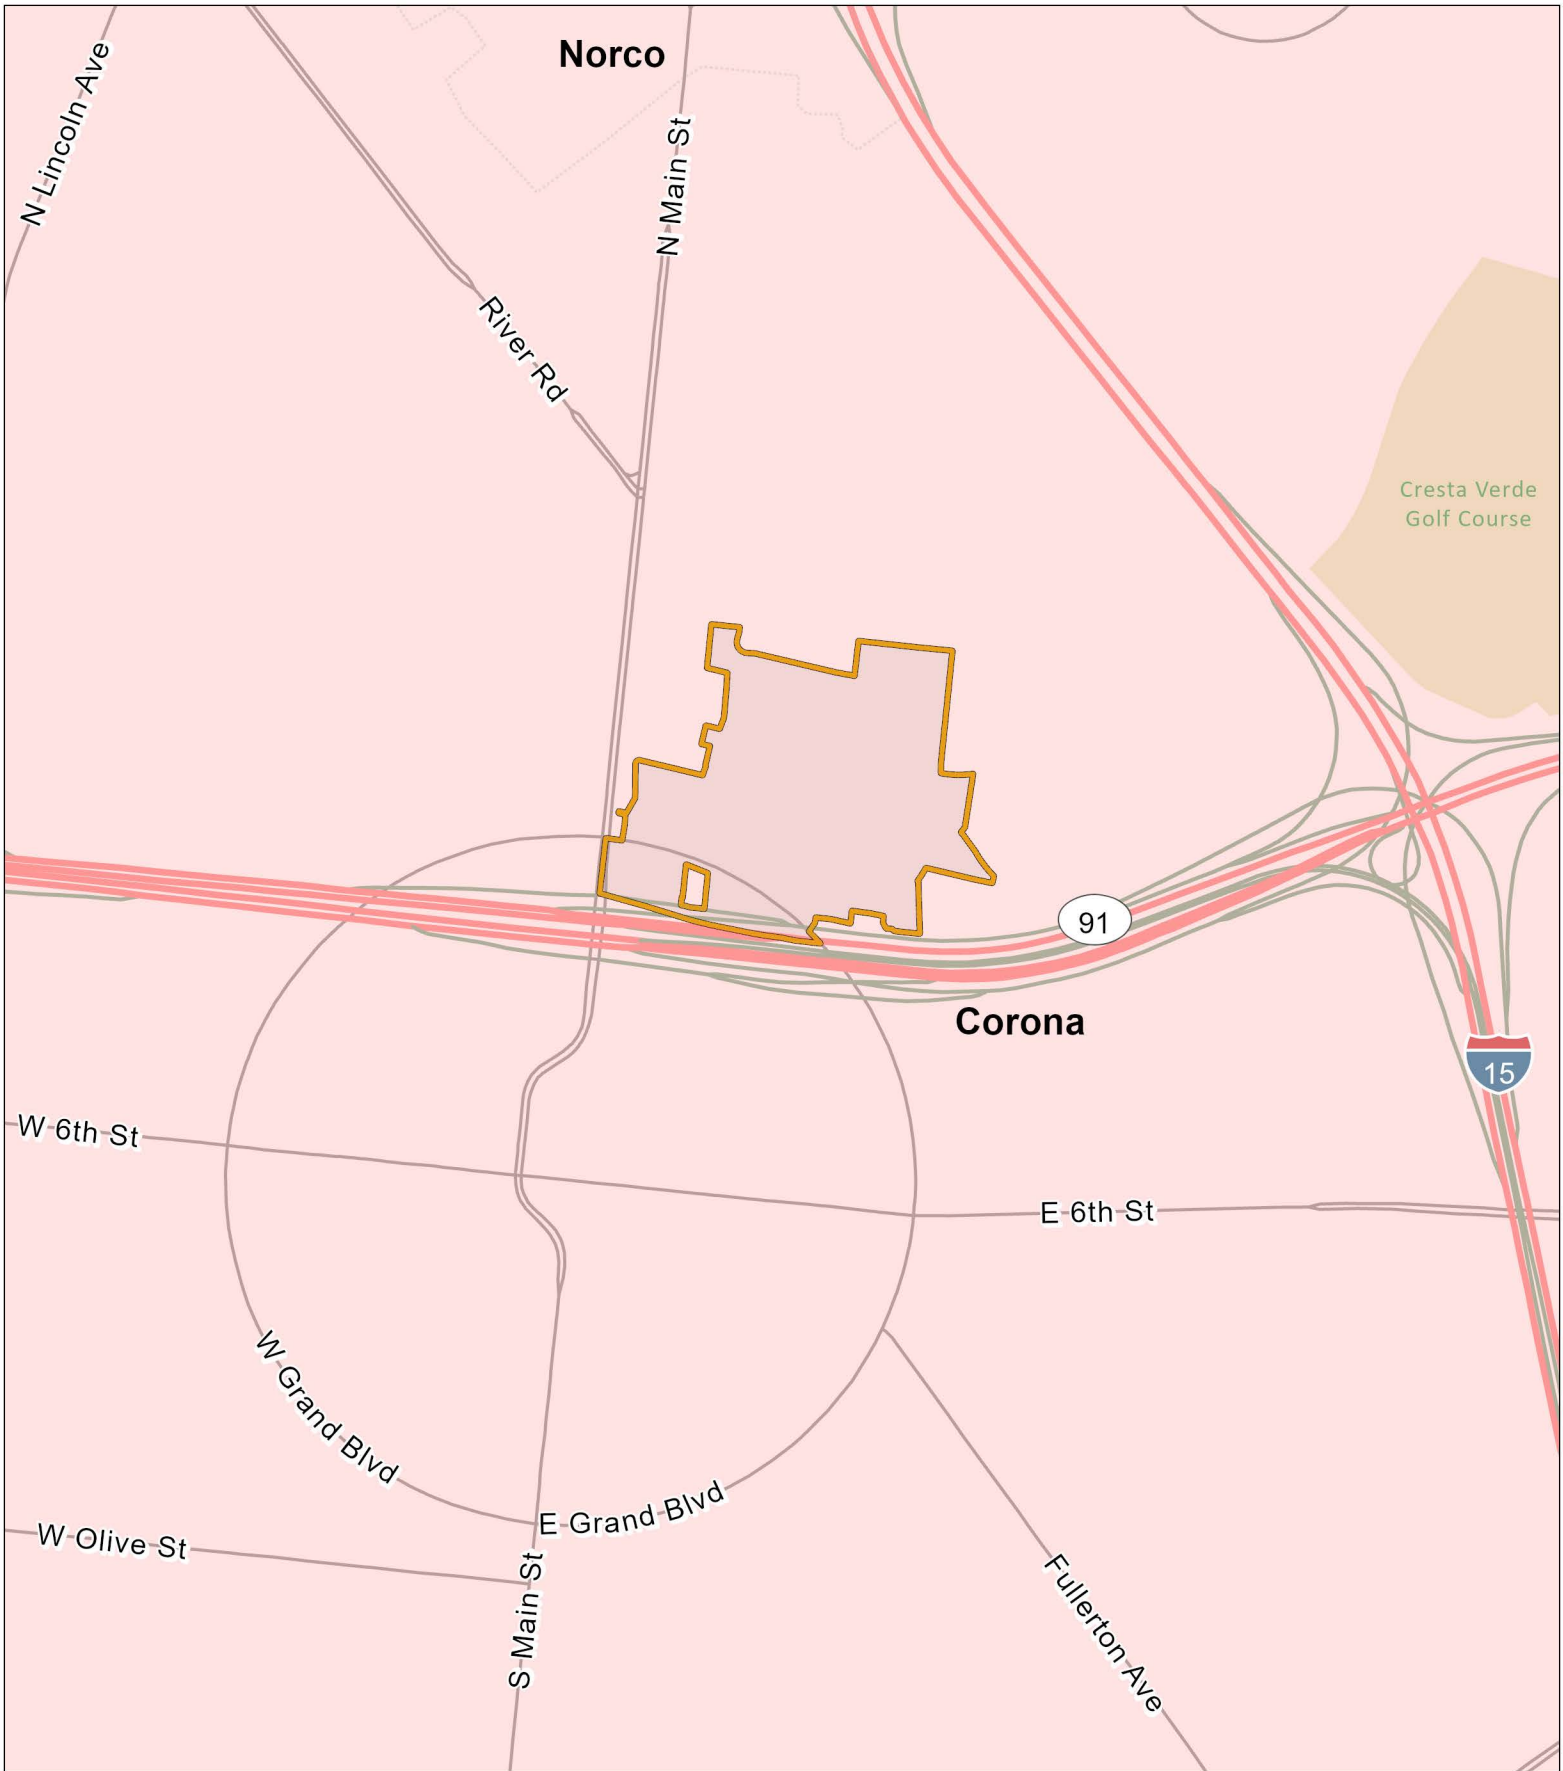 Norco
N Lincoln Ave
N Main St
River Rd
Cresta Verde
Golf Course
91
Corona
15
W 6th St
E 6th St
W Grand Blvd
E Grand Blvd
W Olive St
S Main St
Fullerton Ave